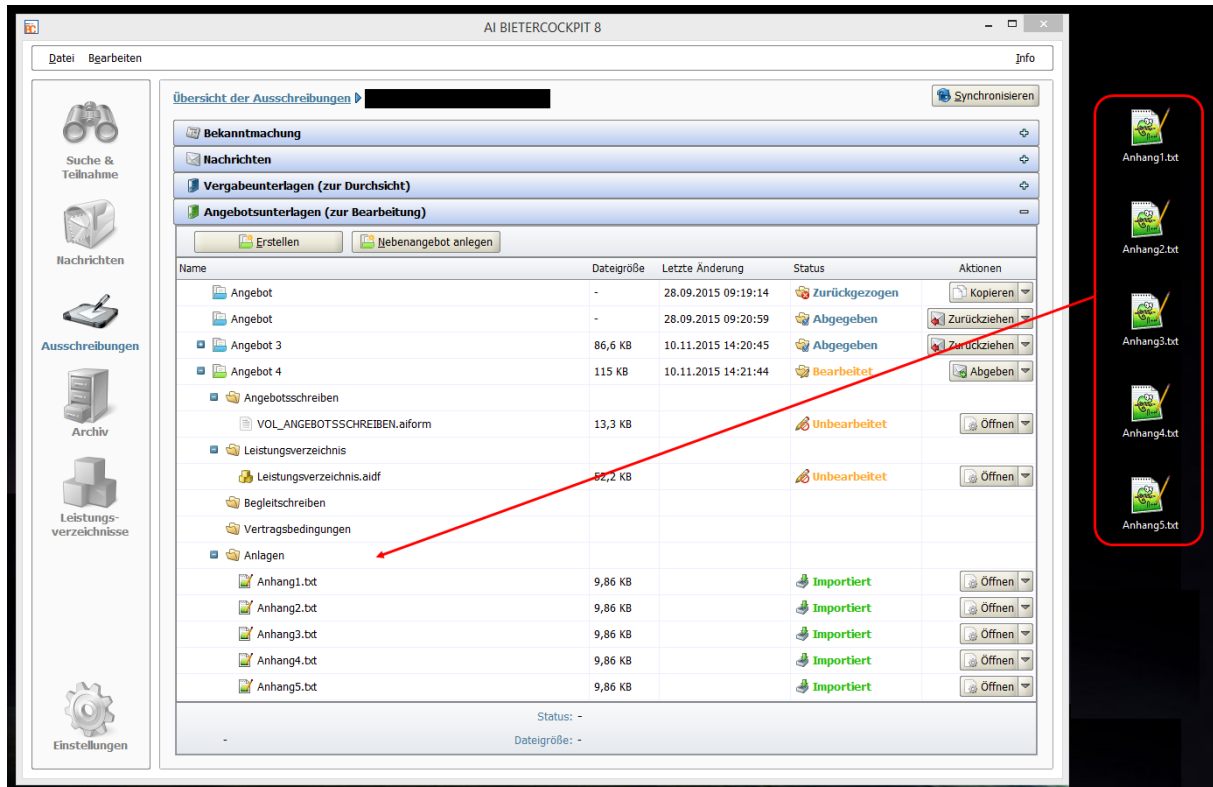 AI BIETERCOCKPIT 8
Datei Bearbeiten Info
Übersicht der Ausschreibungen Synchronisieren
Bekanntmachung
Nachrichten
Vergabeunterlagen (zur Durchsicht)
Angebotsunterlagen (zur Bearbeitung)
Erstellen Nebenangebot anlegen
Name Dateigröße Letzte Änderung Status Aktionen
Angebot - 28.09.2015 09:19:14 Zurückgezogen Kopieren
Angebot - 28.09.2015 09:20:59 Abgegeben Zurückziehen
Angebot 3 86,6 KB 10.11.2015 14:20:45 Abgegeben Zurückziehen
Angebot 4 115 KB 10.11.2015 14:21:44 Bearbeitet Abgeben
Angebotsschreiben
VOL_ANGEBOTSSCHREIBEN.aiform 13,3 KB Unbearbeitet Öffnen
Leistungsverzeichnis
Leistungsverzeichnis.aidf 52,2 KB Unbearbeitet Öffnen
Begleitschreiben
Vertragsbedingungen
Anlagen
Anhang1.txt 9,86 KB Importiert Öffnen
Anhang2.txt 9,86 KB Importiert Öffnen
Anhang3.txt 9,86 KB Importiert Öffnen
Anhang4.txt 9,86 KB Importiert Öffnen
Anhang5.txt 9,86 KB Importiert Öffnen
Status: -
- Dateigröße: -
Suche &
Teilnahme
Nachrichten
Ausschreibungen
Archiv
Leistungs-
verzeichnisse
Einstellungen
Anhang1.txt
Anhang2.txt
Anhang3.txt
Anhang4.txt
Anhang5.txt